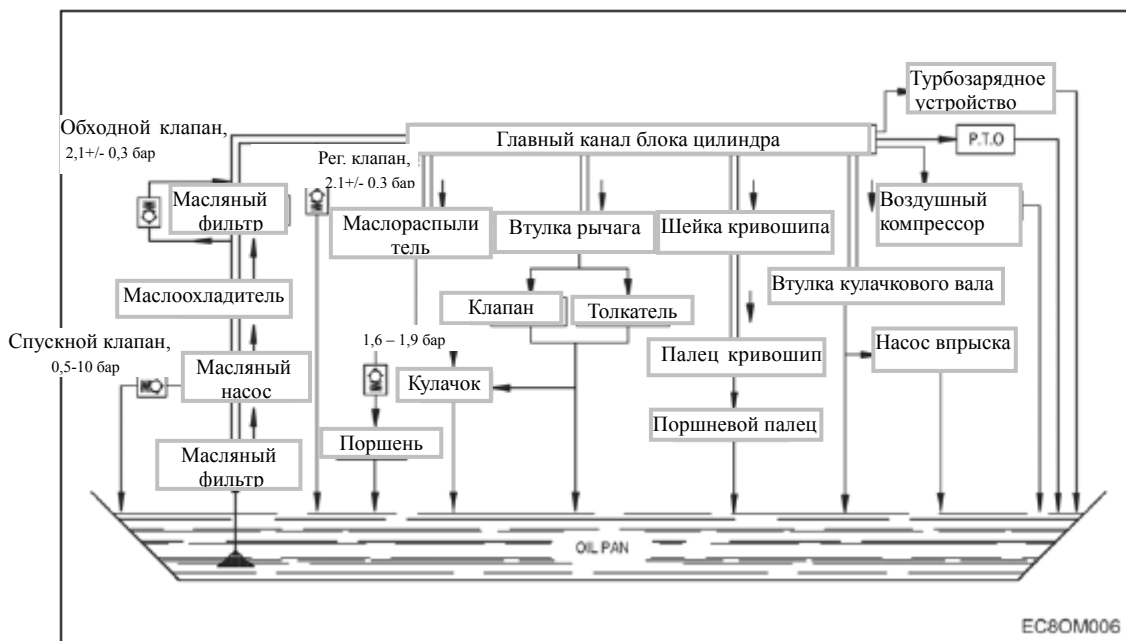 Турбозарядное
устройство
Обходной клапан,
2,1+/- 0,3 бар
Главный канал блока цилиндра
P.T.O
Рег. клапан,
2.1+/- 0.3 бар
Масляный
фильтр
Маслораспыли
тель
Втулка рычага
Шейка кривошипа
Воздушный
компрессор
Маслоохладитель
Клапан
Толкатель
Втулка кулачкового вала
Спускной клапан,
0,5-10 бар
1,6 – 1,9 бар
Масляный
насос
Кулачок
Палец кривошип
Насос впрыска
Поршень
Поршневой палец
Масляный
фильтр
OIL PAN
EC8OM006